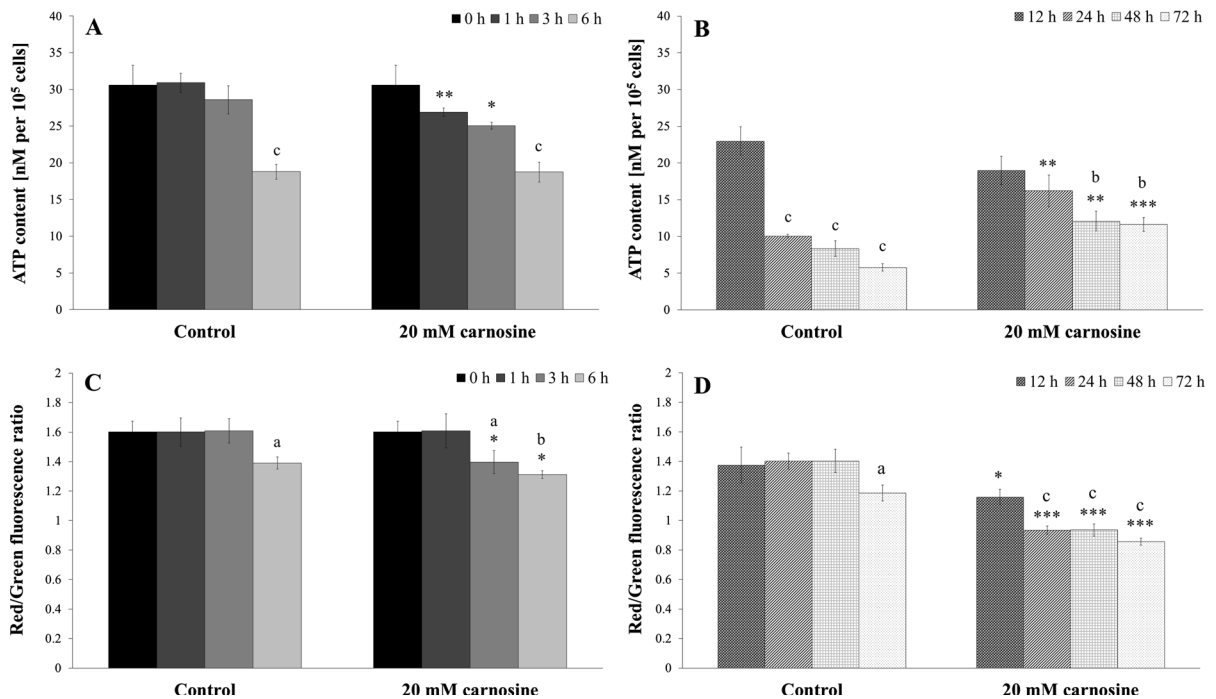 A
■ 0 h ■ 1 h ■ 3 h ■ 6 h
ATP content [nM per 10⁵ cells]
40
35
30
25
20
15
10
5
0
c
**
*
c
Control
20 mM carnosine
B
12 h 24 h 48 h 72 h
ATP content [nM per 10⁵ cells]
40
35
30
25
20
15
10
5
0
c
c
c
**
b
**
b
***
Control
20 mM carnosine
C
■ 0 h ■ 1 h ■ 3 h ■ 6 h
Red/Green fluorescence ratio
2
1.8
1.6
1.4
1.2
1
0.8
0.6
0.4
0.2
0
a
a
*
b
*
Control
20 mM carnosine
D
12 h 24 h 48 h 72 h
Red/Green fluorescence ratio
2
1.8
1.6
1.4
1.2
1
0.8
0.6
0.4
0.2
0
a
*
c
***
c
***
c
***
Control
20 mM carnosine